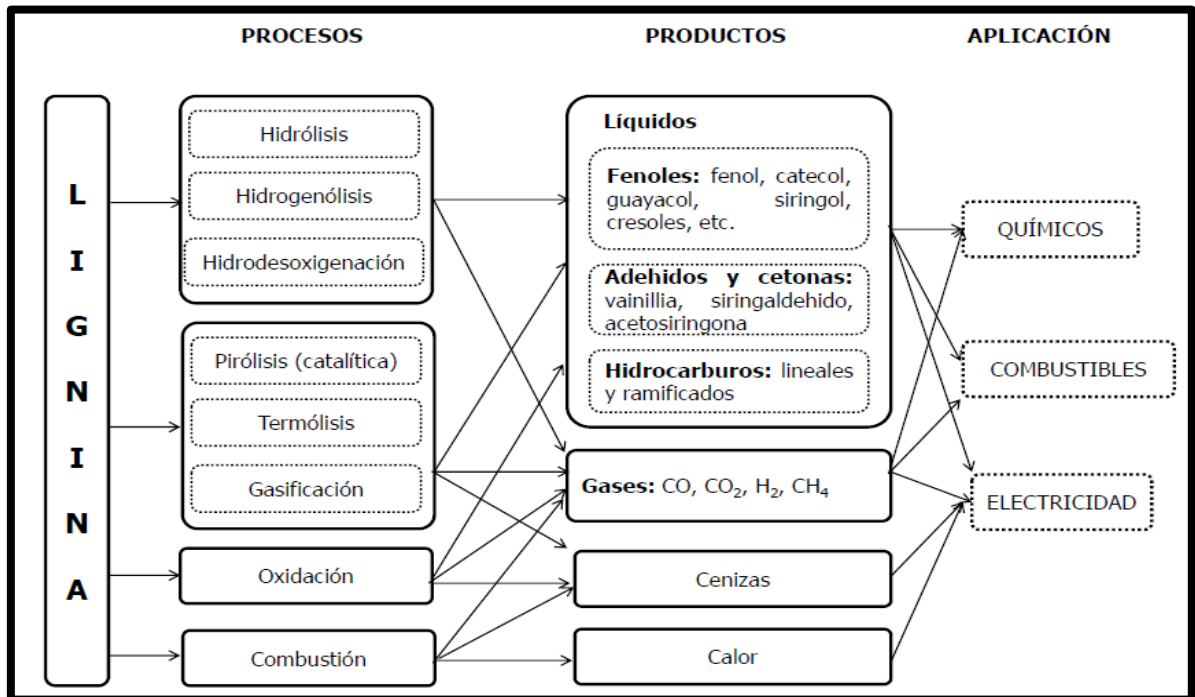 PROCESOS
PRODUCTOS
APLICACIÓN
L
I
G
N
I
N
A
Hidrólisis
Hidrogenólisis
Hidrodesoxigenación
Pirólisis (catalítica)
Termólisis
Gasificación
Oxidación
Combustión
Líquidos
Fenoles: fenol, catecol,
guayacol, siringol,
cresoles, etc.
Adehidos y cetonas:
vainillia, siringaldehido,
acetosiringona
Hidrocarburos: lineales
y ramificados
Gases: CO, CO₂, H₂, CH₄
Cenizas
Calor
QUÍMICOS
COMBUSTIBLES
ELECTRICIDAD